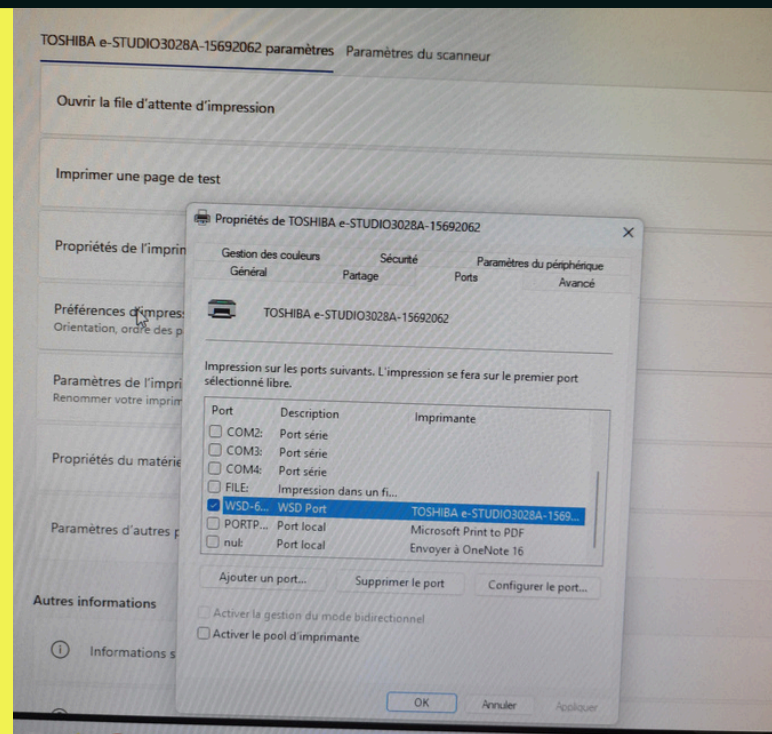 TOSHIBA e-STUDIO3028A-15692062 paramètres Paramètres du scanneur
Ouvrir la file d'attente d'impression
Imprimer une page de test
Propriétés de l'imprin
Préférences d'impres
Orientation, ordre des p
Paramètres de l'impri
Renommer votre imprim
Propriétés du matérie
Paramètres d'autres p
Autres informations
Informations s
Propriétés de TOSHIBA e-STUDIO3028A-15692062
Gestion des couleurs Sécurité Paramètres du périphérique
Général Partage Ports Avancé
TOSHIBA e-STUDIO3028A-15692062
Impression sur les ports suivants. L'impression se fera sur le premier port
sélectionné libre.
Port Description Imprimante
COM2: Port série
COM3: Port série
COM4: Port série
FILE: Impression dans un fi...
WSD-6... WSD Port TOSHIBA e-STUDIO3028A-1569...
PORTP... Port local Microsoft Print to PDF
nul: Port local Envoyer à OneNote 16
Ajouter un port... Supprimer le port Configurer le port...
Activer la gestion du mode bidirectionnel
Activer le pool d'imprimante
OK Annuler Appliquer